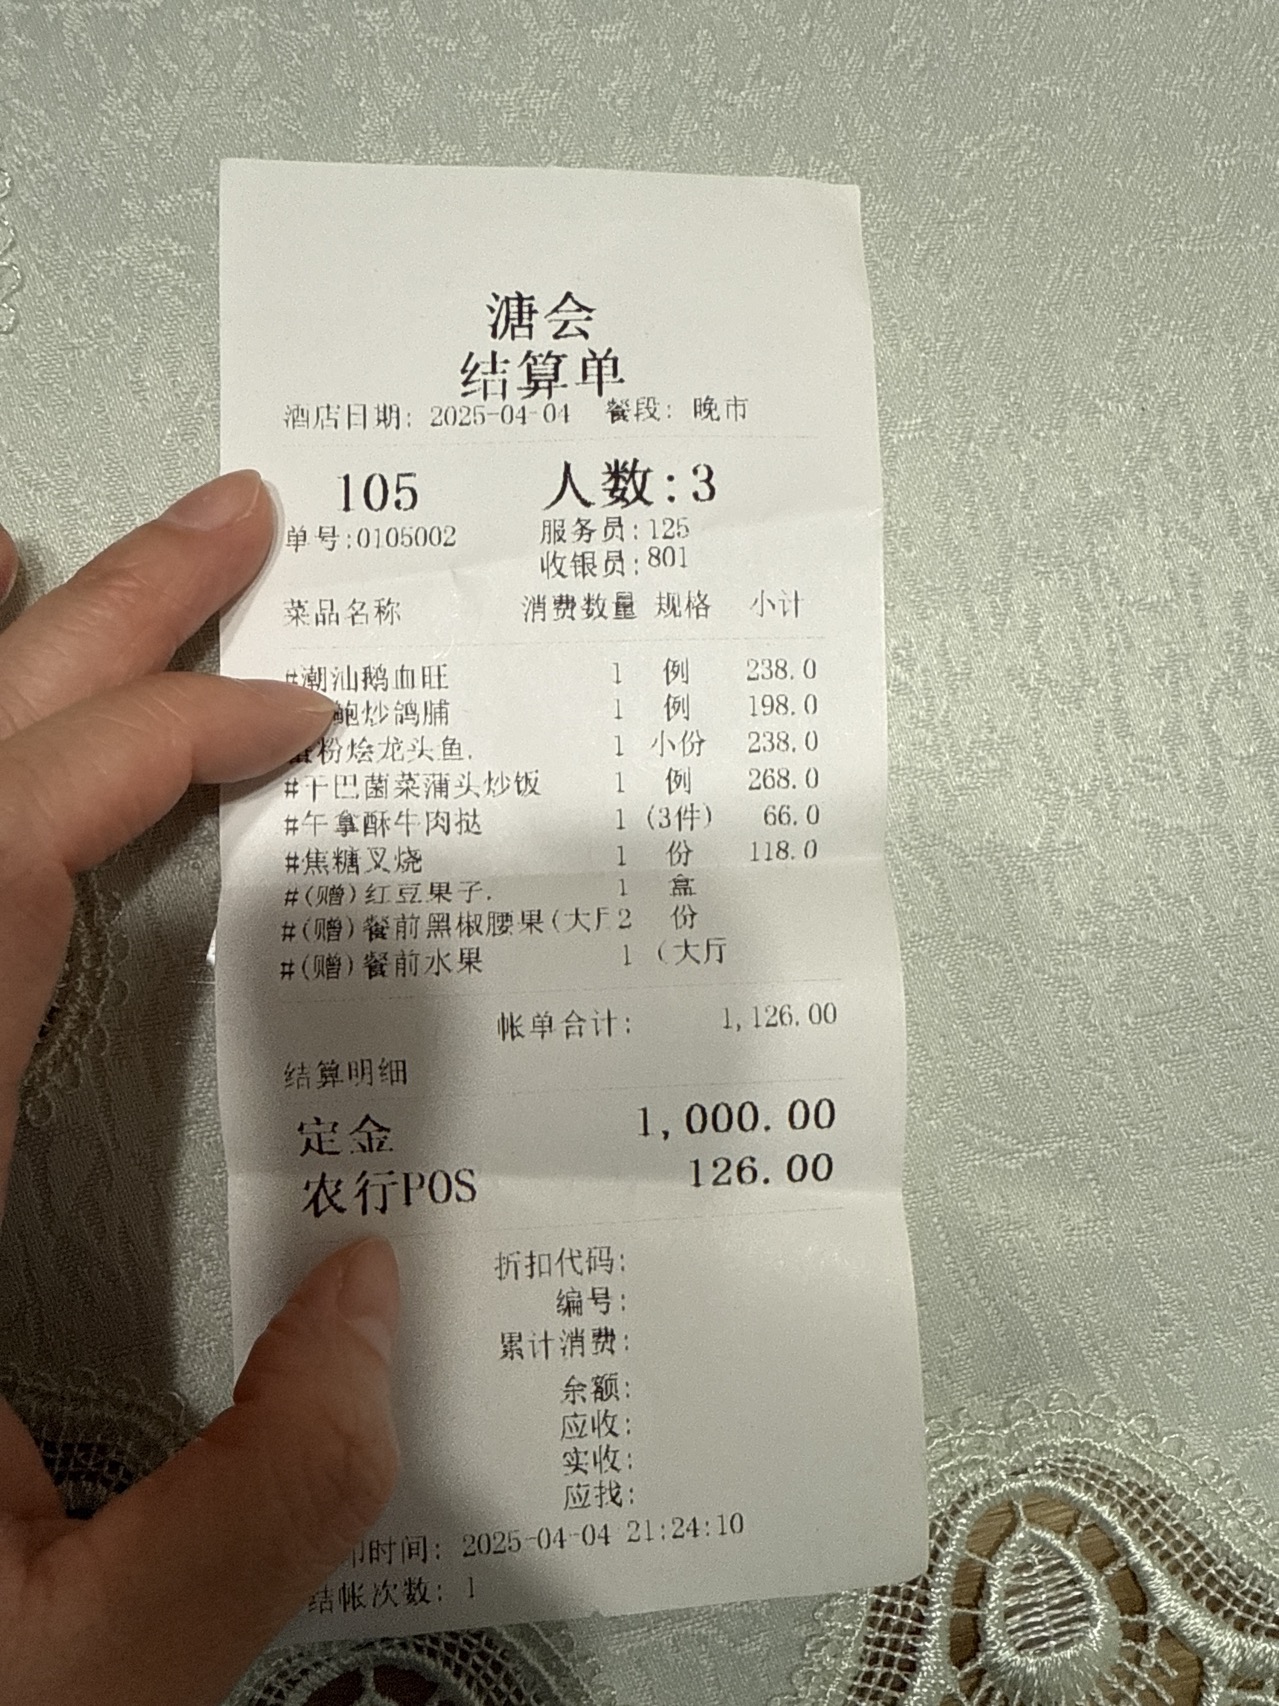 溏会
结算单
酒店日期: 2025-04-04 餐段: 晚市
105 人数:3
单号:0105002 服务员:125
收银员:801
菜品名称 消费数量 规格 小计
#潮汕鹅血旺 1 例 238.0
鲍炒鸽脯 1 例 198.0
蟹粉烩龙头鱼. 1 小份 238.0
#干巴菌菜蒲头炒饭 1 例 268.0
#午拿酥牛肉挞 1 (3件) 66.0
#焦糖叉烧 1 份 118.0
#(赠)红豆果子. 1 盒
#(赠)餐前黑椒腰果(大厅 2 份
#(赠)餐前水果 1 (大厅
帐单合计: 1,126.00
结算明细
定金 1,000.00
农行POS 126.00
折扣代码:
编号:
累计消费:
余额:
应收:
实收:
应找:
印时间: 2025-04-04 21:24:10
结帐次数: 1